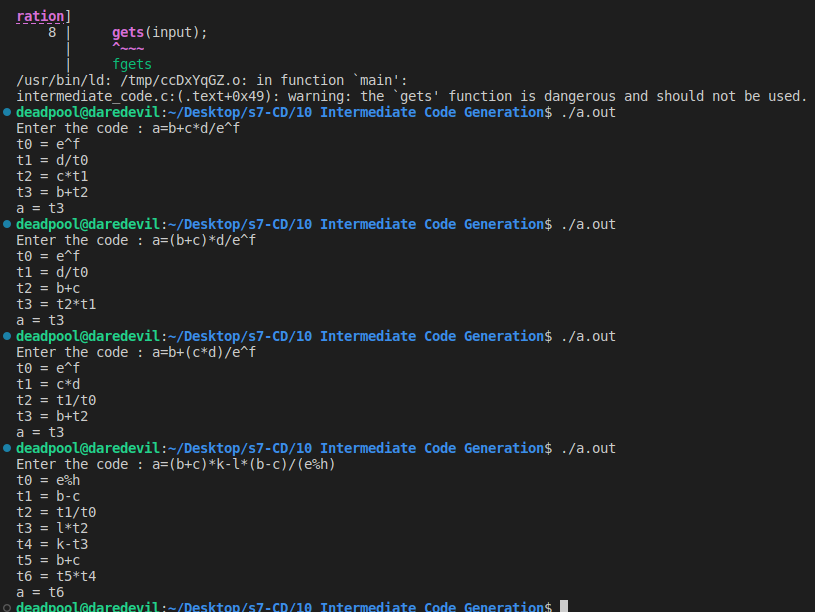 ration]
8 |     gets(input);
  |     ^~~~
  |     fgets
/usr/bin/ld: /tmp/ccDxYqGZ.o: in function `main':
intermediate_code.c:(.text+0x49): warning: the `gets' function is dangerous and should not be used.
deadpool@daredevil:~/Desktop/s7-CD/10 Intermediate Code Generation$ ./a.out
Enter the code : a=b+c*d/e^f
t0 = e^f
t1 = d/t0
t2 = c*t1
t3 = b+t2
a = t3
deadpool@daredevil:~/Desktop/s7-CD/10 Intermediate Code Generation$ ./a.out
Enter the code : a=(b+c)*d/e^f
t0 = e^f
t1 = d/t0
t2 = b+c
t3 = t2*t1
a = t3
deadpool@daredevil:~/Desktop/s7-CD/10 Intermediate Code Generation$ ./a.out
Enter the code : a=b+(c*d)/e^f
t0 = e^f
t1 = c*d
t2 = t1/t0
t3 = b+t2
a = t3
deadpool@daredevil:~/Desktop/s7-CD/10 Intermediate Code Generation$ ./a.out
Enter the code : a=(b+c)*k-l*(b-c)/(e%h)
t0 = e%h
t1 = b-c
t2 = t1/t0
t3 = l*t2
t4 = k-t3
t5 = b+c
t6 = t5*t4
a = t6
deadpool@daredevil:~/Desktop/s7-CD/10 Intermediate Code Generation$